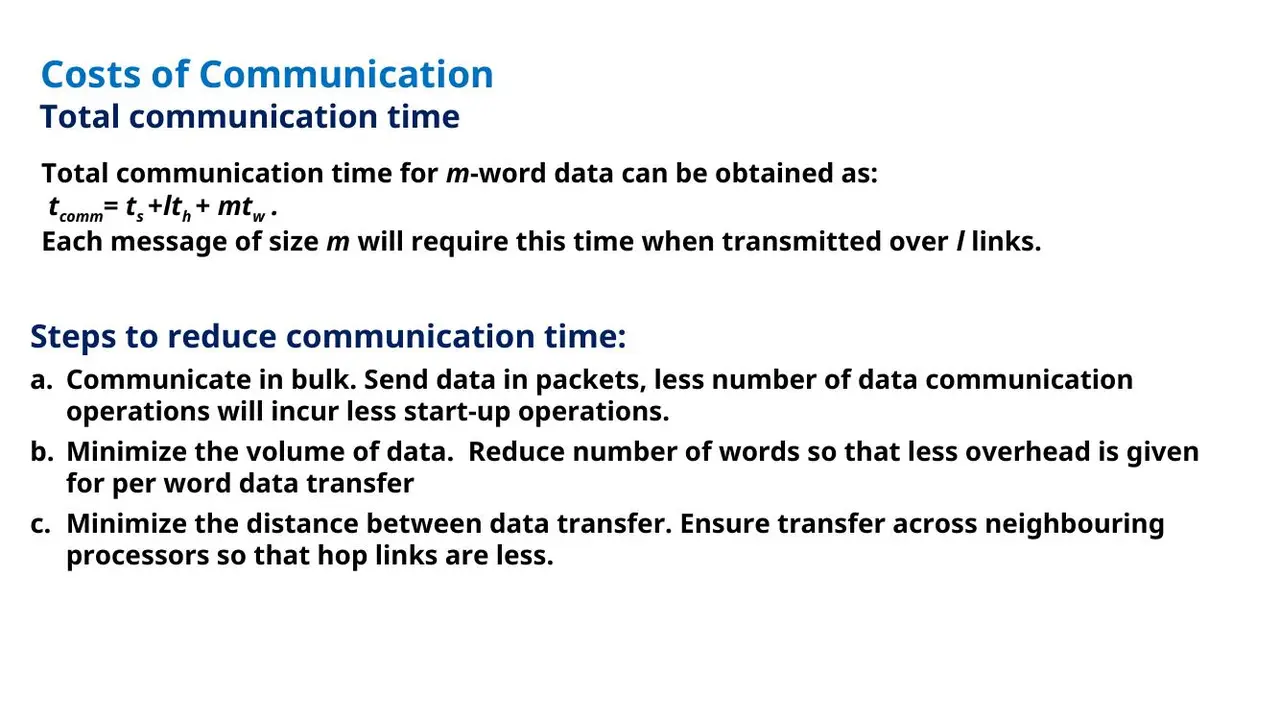 Costs of Communication
Total communication time
Total communication time for m-word data can be obtained as:
tcomm= ts +lth + mtw .
Each message of size m will require this time when transmitted over l links.
Steps to reduce communication time:
a. Communicate in bulk. Send data in packets, less number of data communication
operations will incur less start-up operations.
b. Minimize the volume of data.  Reduce number of words so that less overhead is given
for per word data transfer
c. Minimize the distance between data transfer. Ensure transfer across neighbouring
processors so that hop links are less.